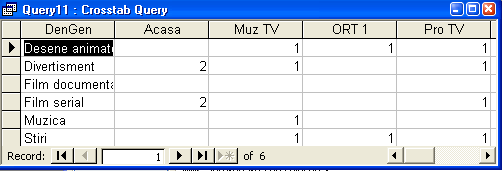 Query11 : Crosstab Query
DenGen Acasa Muz TV ORT 1 Pro TV
Desene animat 1 1 1
Divertisment 2 1 1
Film documenta
Film serial 2 1
Muzica 1
Stiri 1 1 1
Record: 1 of 6